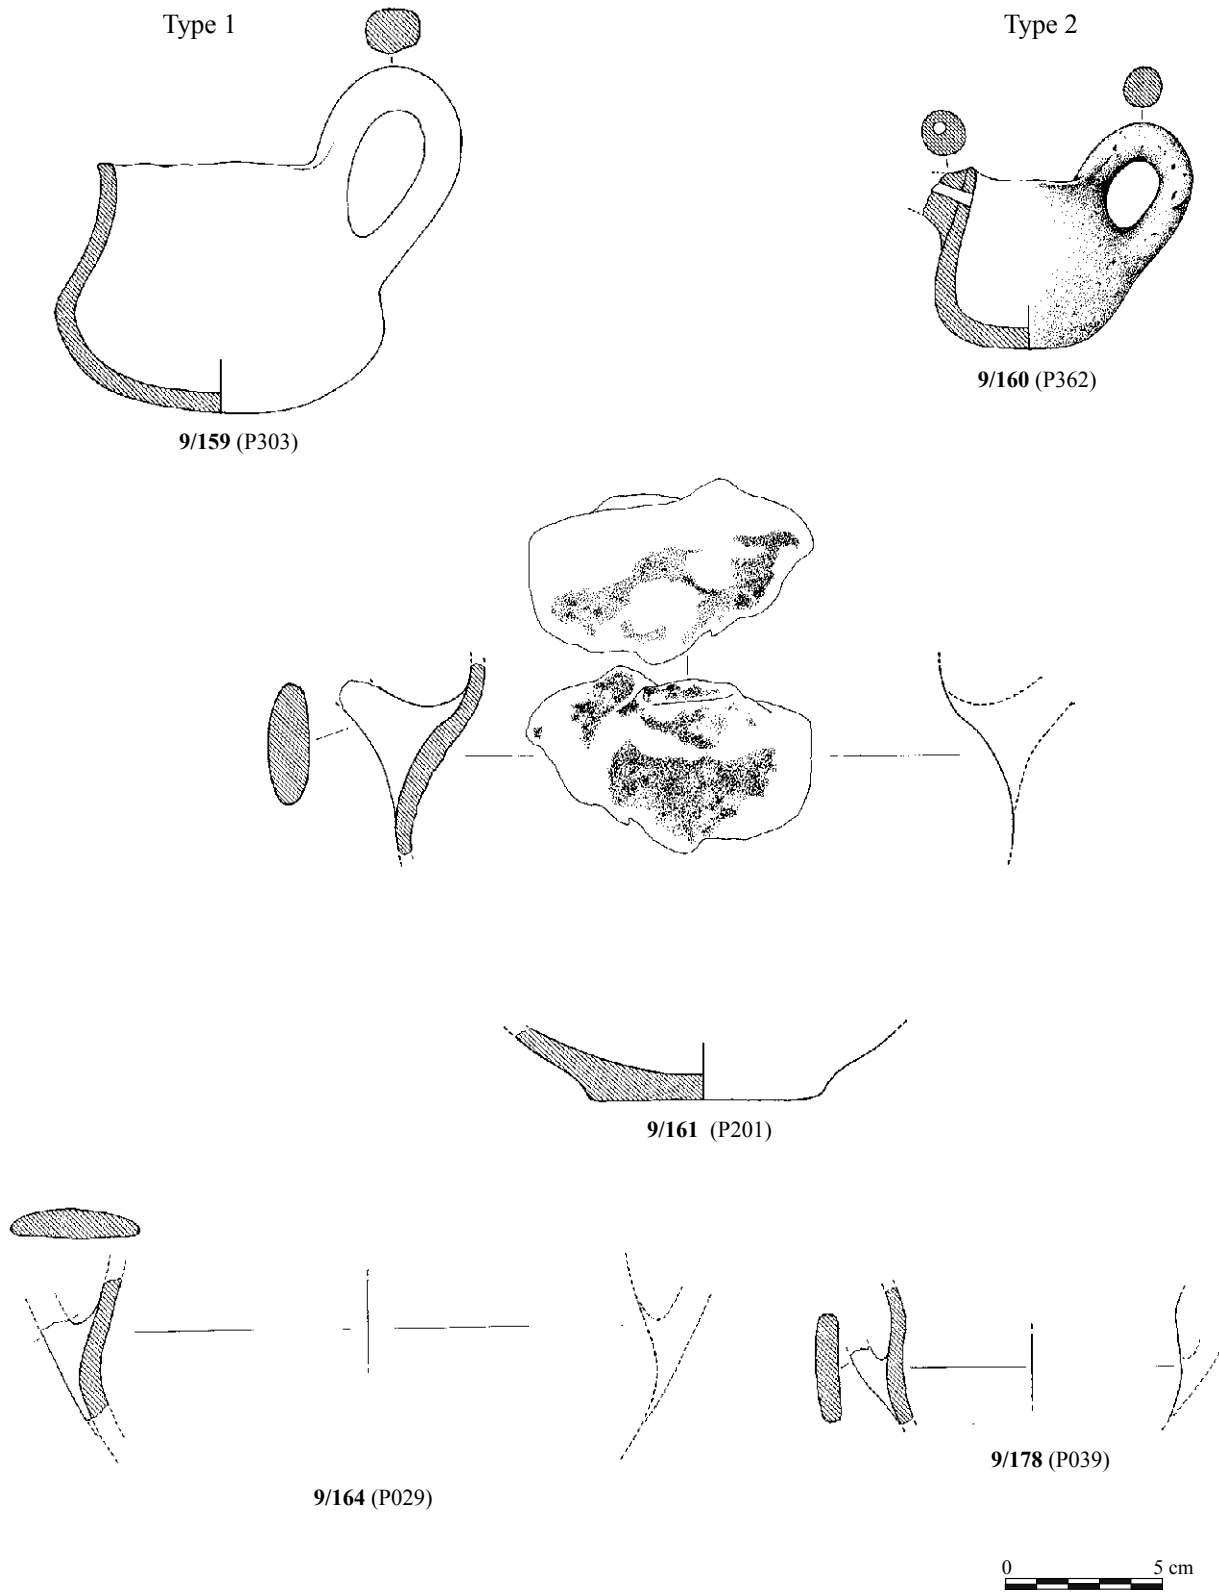 Type 1
Type 2
9/160 (P362)
9/159 (P303)
9/161 (P201)
9/178 (P039)
9/164 (P029)
0 5 cm